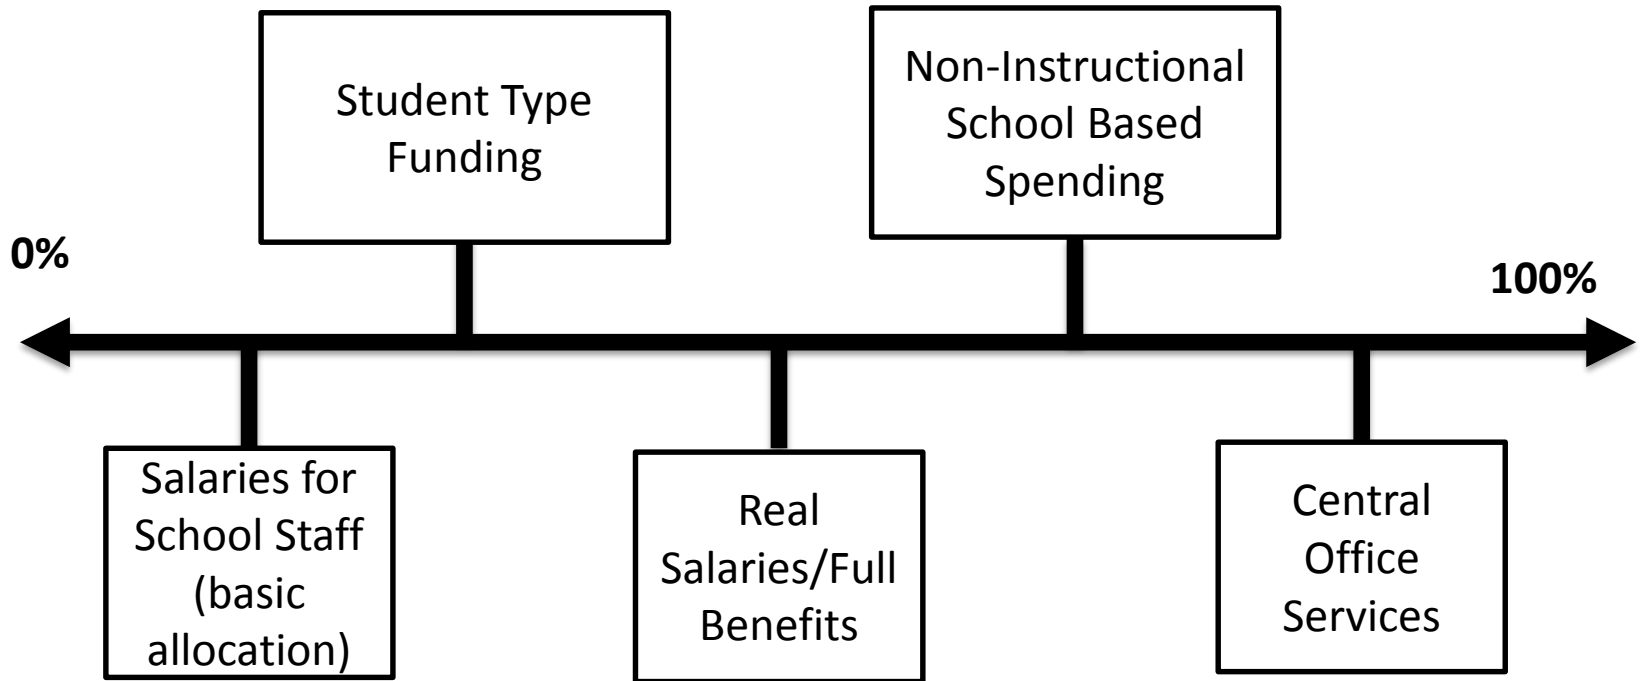 Student Type
Funding
Non-Instructional
School Based
Spending
0%
100%
Salaries for
School Staff
(basic
allocation)
Real
Salaries/Full
Benefits
Central
Office
Services